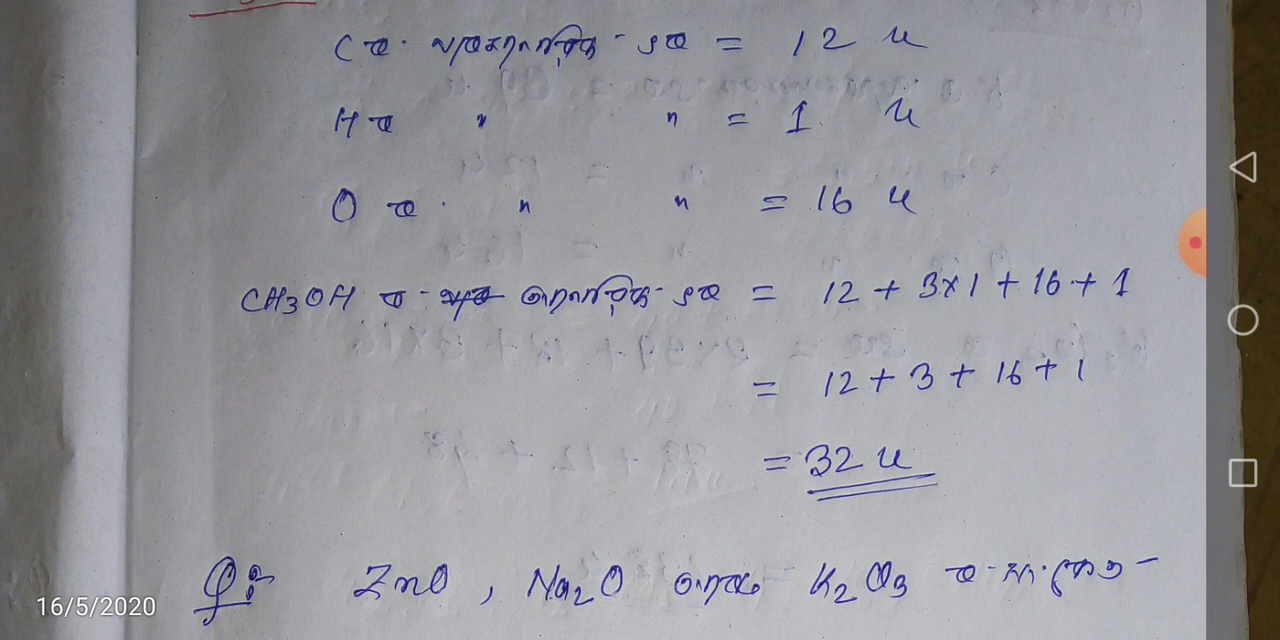 C ৰ পাৰমাণৱিক ভৰ = 12 u
H ৰ " " = 1 u
O ৰ " " = 16 u
CH3OH ৰ আণৱিক ভৰ = 12 + 3×1 + 16 + 1
= 12 + 3 + 16 + 1
= 32 u
Q: ZnO, Na2O আৰু K2O3 ৰ সংকেত
16/5/2020